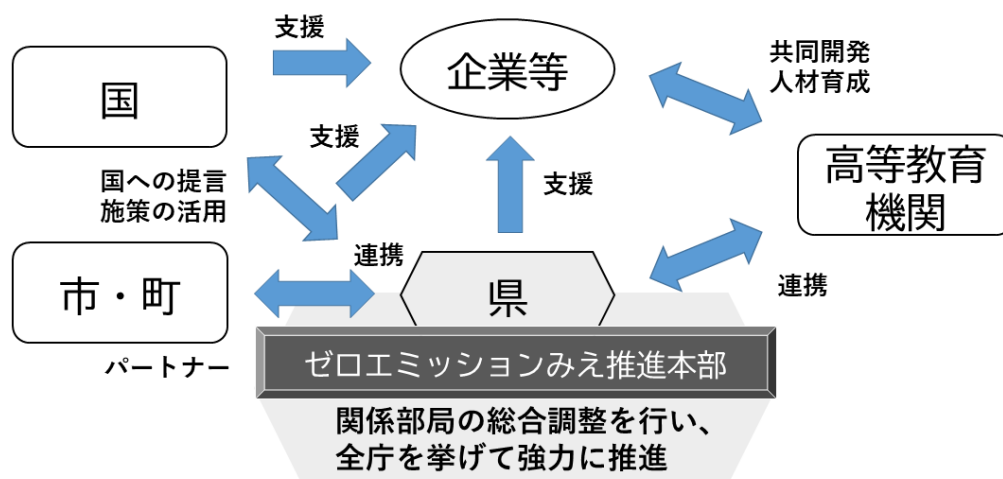 支援
国
企業等
共同開発
人材育成
支援
支援
高等教育
機関
国への提言
施策の活用
連携
市・町
県
連携
パートナー
ゼロエミッションみえ推進本部
関係部局の総合調整を行い、
全庁を挙げて強力に推進